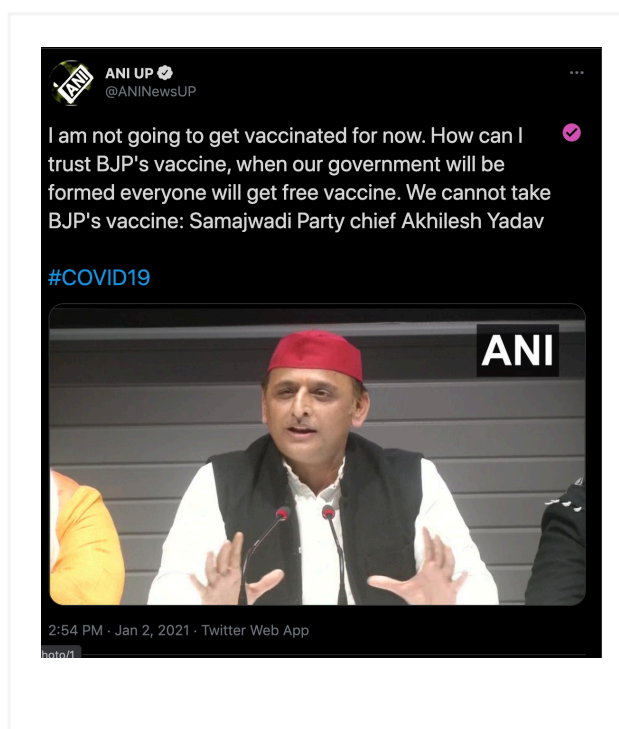 ANI UP
@ANINewsUP
I am not going to get vaccinated for now. How can I
trust BJP's vaccine, when our government will be
formed everyone will get free vaccine. We cannot take
BJP's vaccine: Samajwadi Party chief Akhilesh Yadav
#COVID19
ANI
2:54 PM · Jan 2, 2021 · Twitter Web App
hoto/1